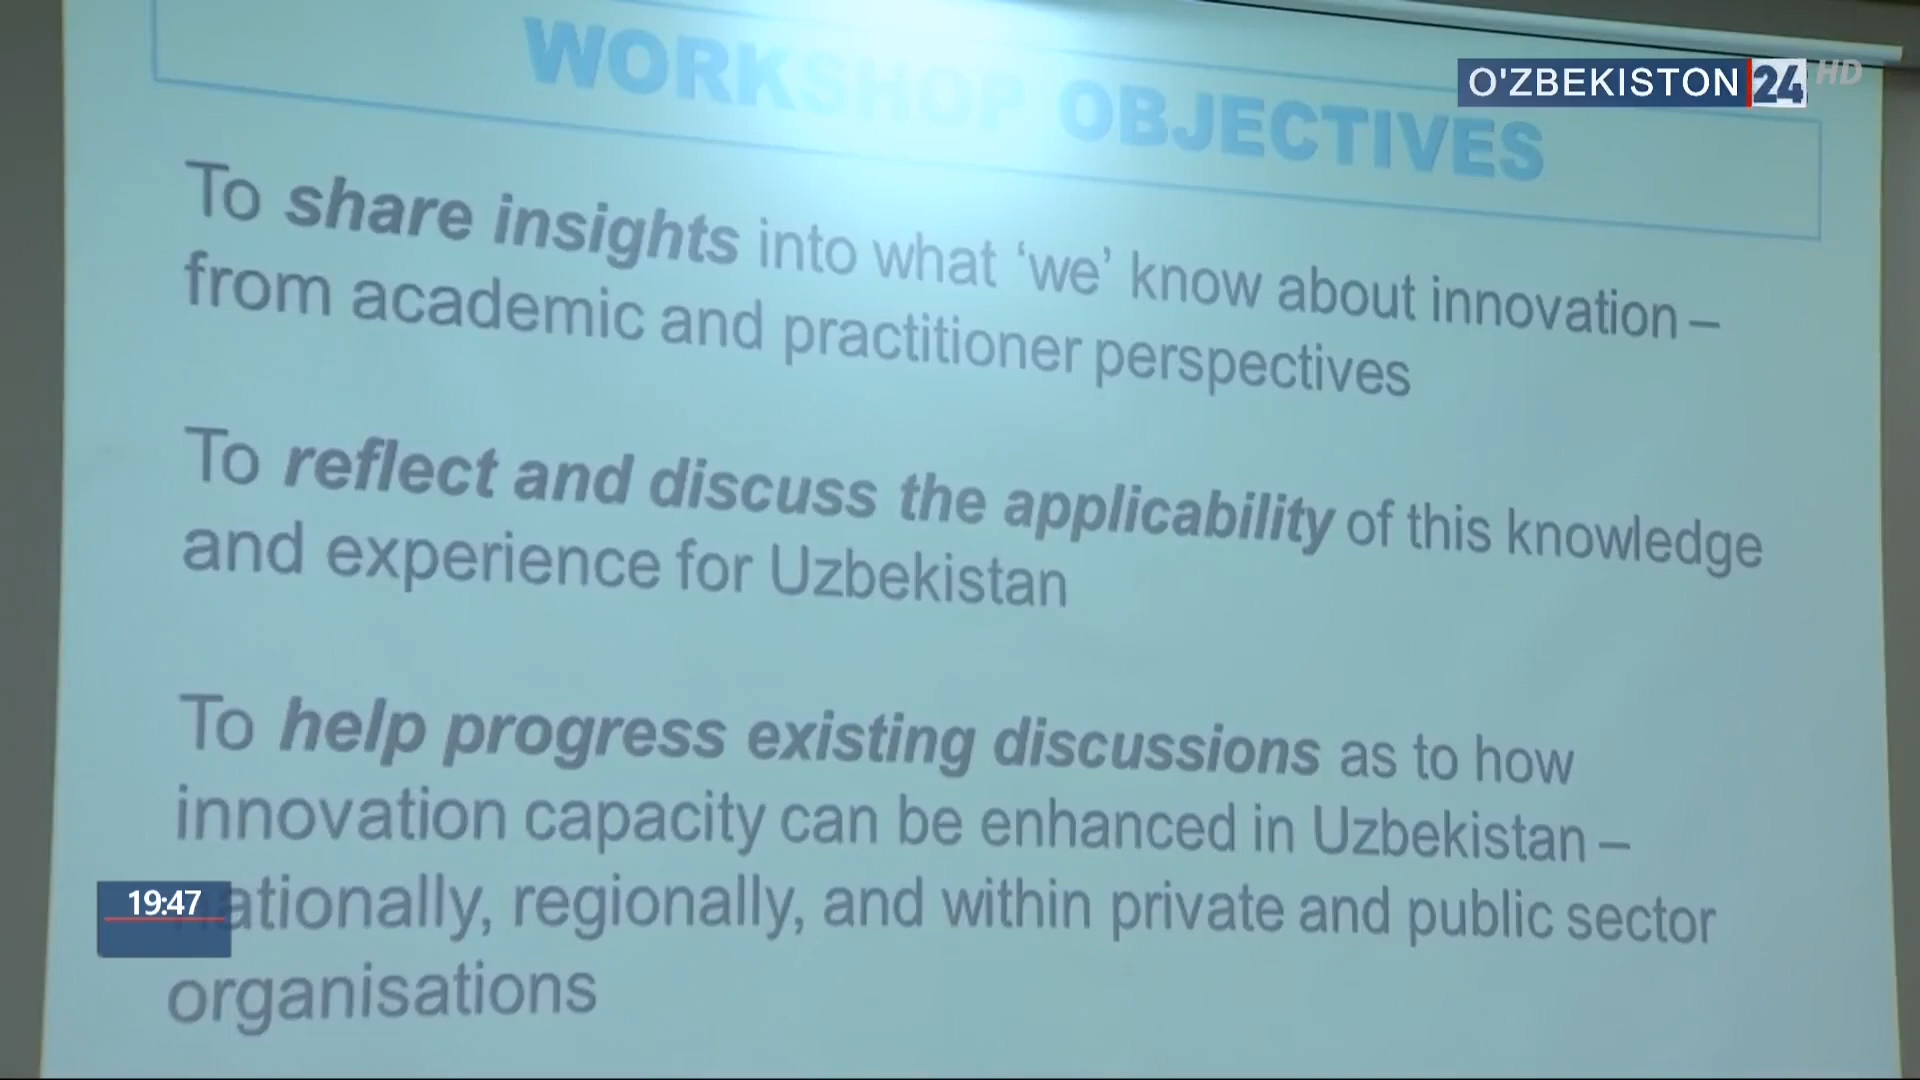 WORKSHOP OBJECTIVES
O'ZBEKISTON 24 HD
To share insights into what ‘we’ know about innovation –
from academic and practitioner perspectives
To reflect and discuss the applicability of this knowledge
and experience for Uzbekistan
To help progress existing discussions as to how
innovation capacity can be enhanced in Uzbekistan –
nationally, regionally, and within private and public sector
organisations
19:47